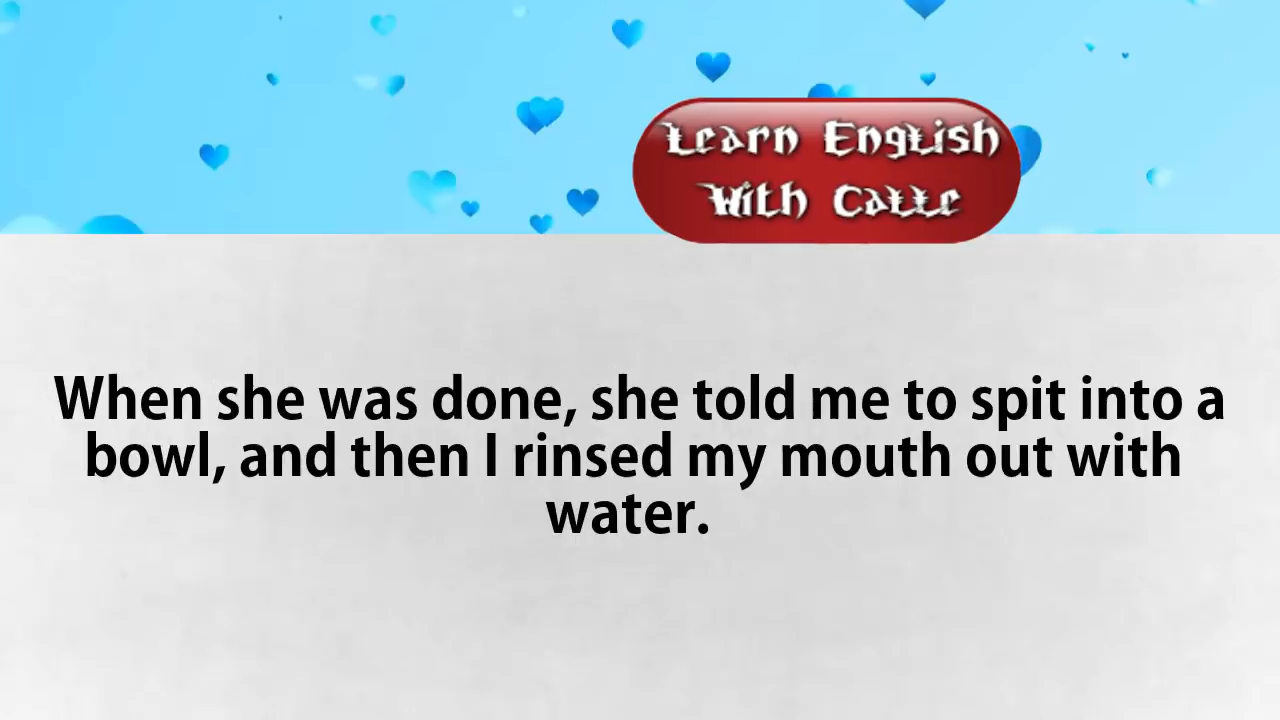 Learn English
With Catte
When she was done, she told me to spit into a
bowl, and then I rinsed my mouth out with
water.